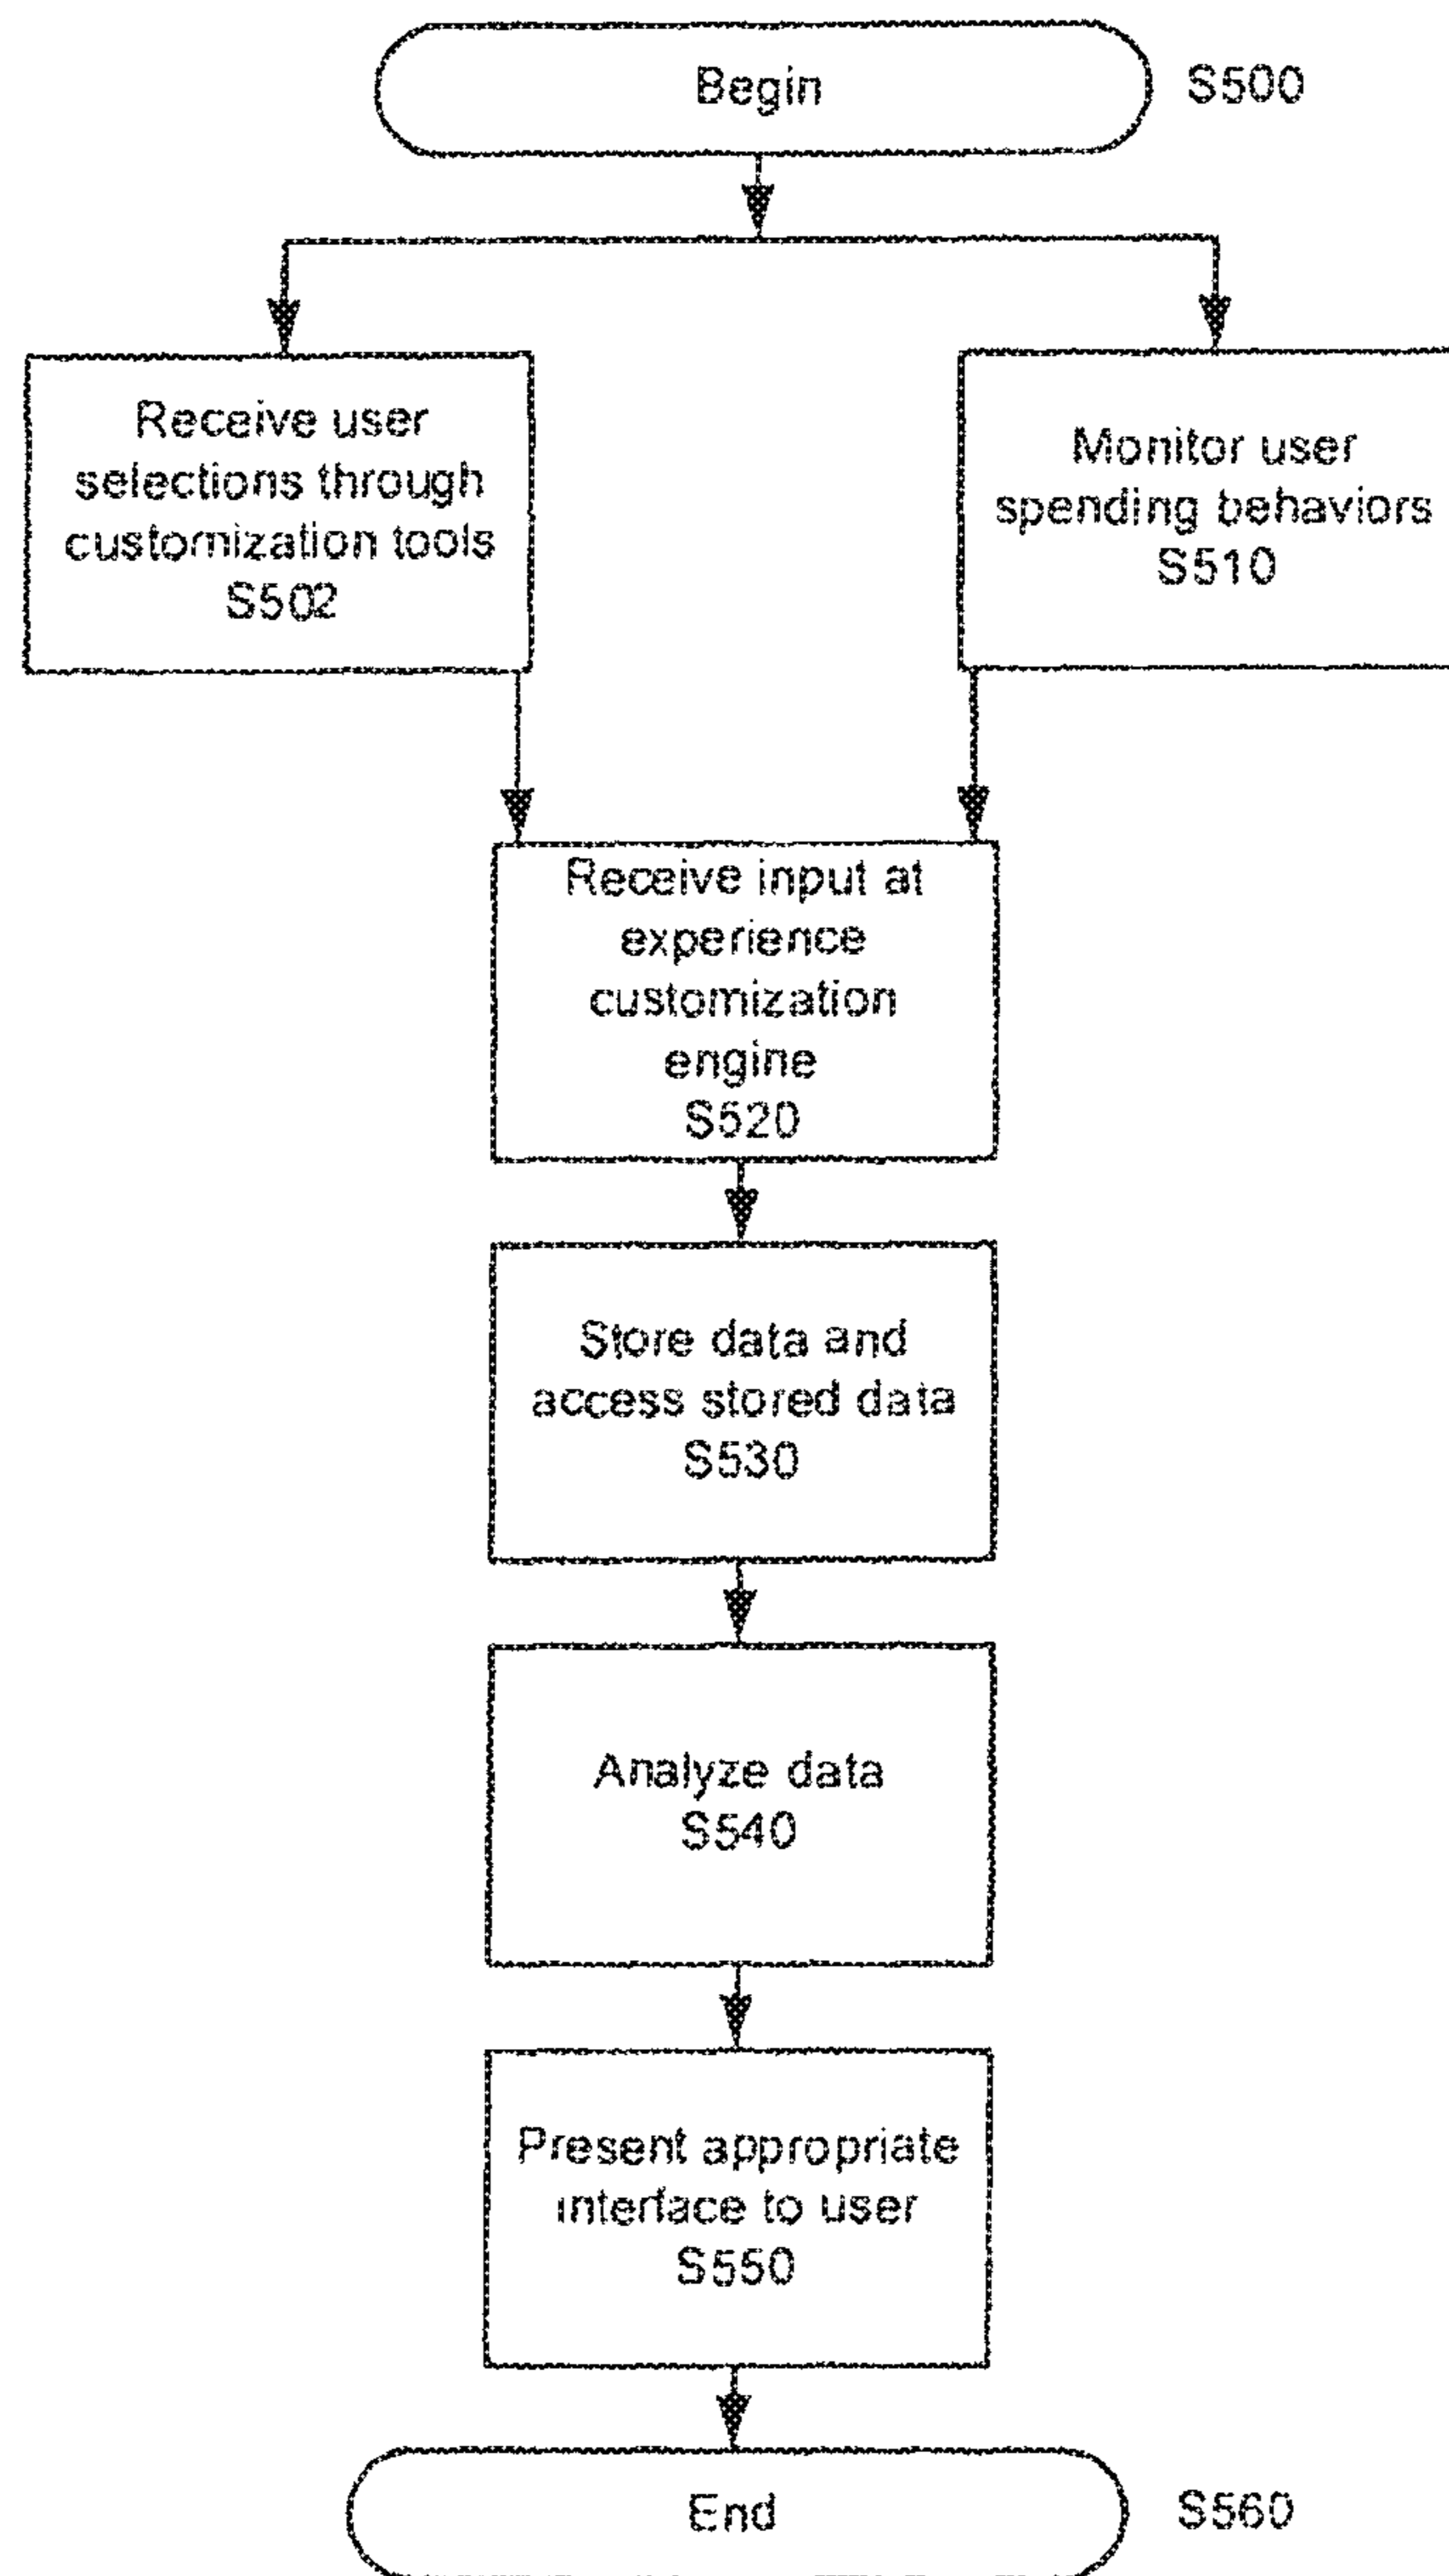 Begin
S500
Receive user
selections through
customization tools
S502
Monitor user
spending behaviors
S510
Receive input at
experience
customization
engine
S520
Store data and
access stored data
S530
Analyze data
S540
Present appropriate
interface to user
S550
End
S560